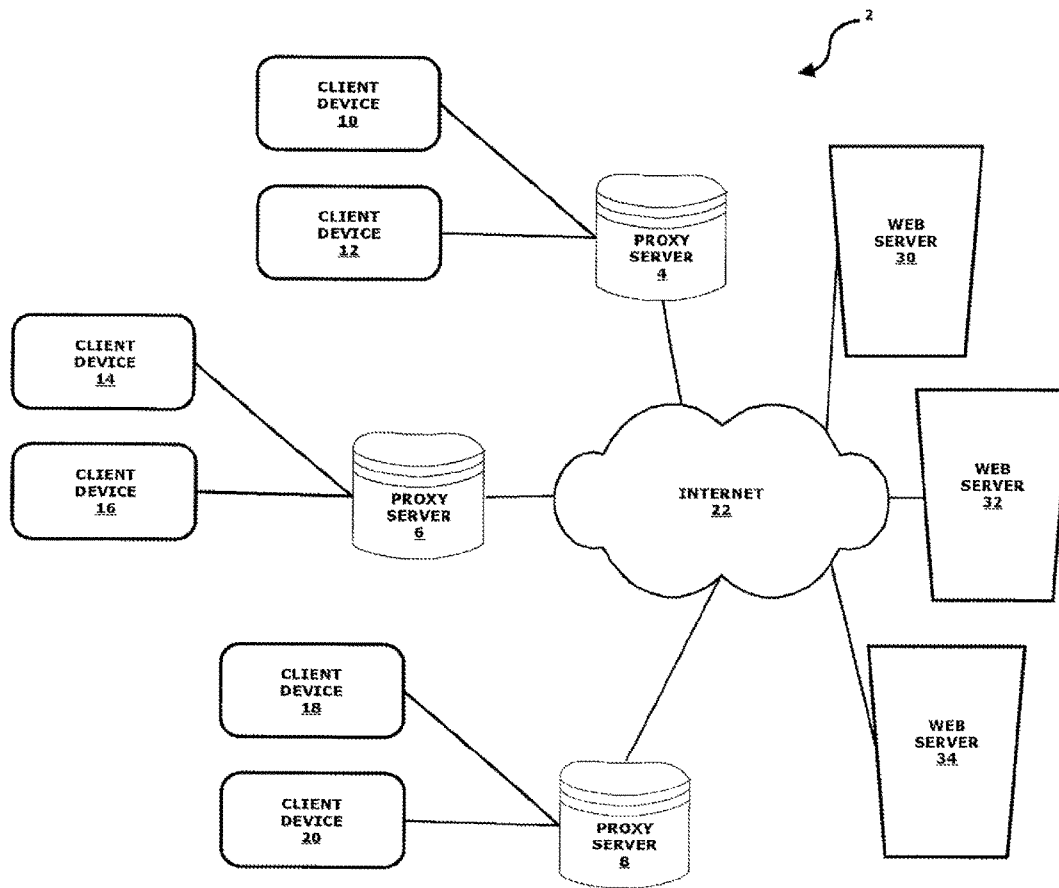 2
CLIENT
DEVICE
10
CLIENT
DEVICE
12
PROXY
SERVER
4
WEB
SERVER
30
CLIENT
DEVICE
14
CLIENT
DEVICE
16
PROXY
SERVER
6
INTERNET
22
WEB
SERVER
32
CLIENT
DEVICE
18
CLIENT
DEVICE
20
PROXY
SERVER
8
WEB
SERVER
34